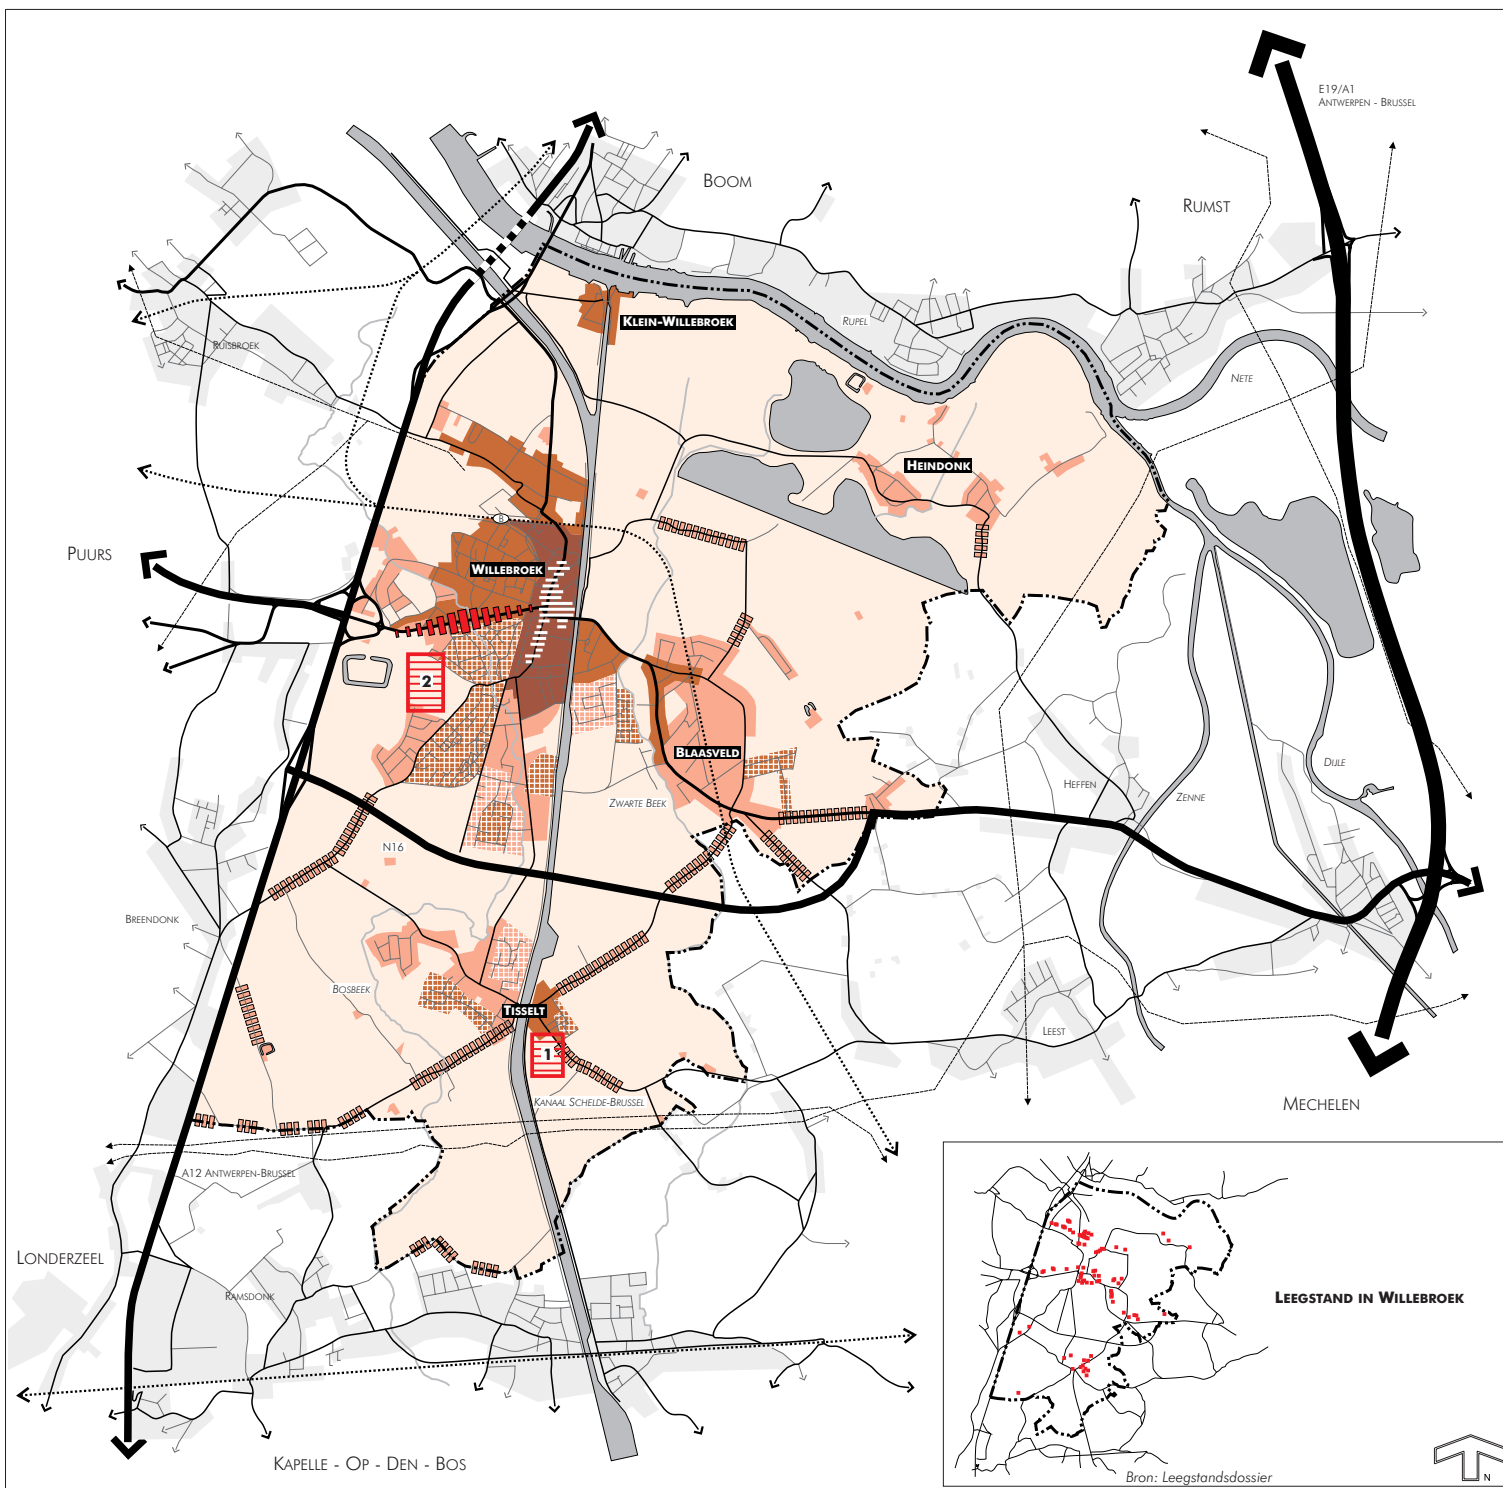 E19/A1
ANTWERPEN - BRUSSEL
BOOM
RUMST
KLEIN-WILLEBROEK
RUPEL
RUISBROEK
NETE
HEINDONK
B
PUURS
WILLEBROEK
2
BLAASVELD
HEFFEN
DIJLE
ZENNE
ZWARTE BEEK
N16
BREENDONK
BOSBEEK
TISSELT
1
LEEST
KANAAL SCHELDE-BRUSSEL
MECHELEN
A12 ANTWERPEN-BRUSSEL
LONDERZEEL
RAMSDONK
LEEGSTAND IN WILLEBROEK
KAPELLE - OP - DEN - BOS
Bron: Leegstandsdossier
N